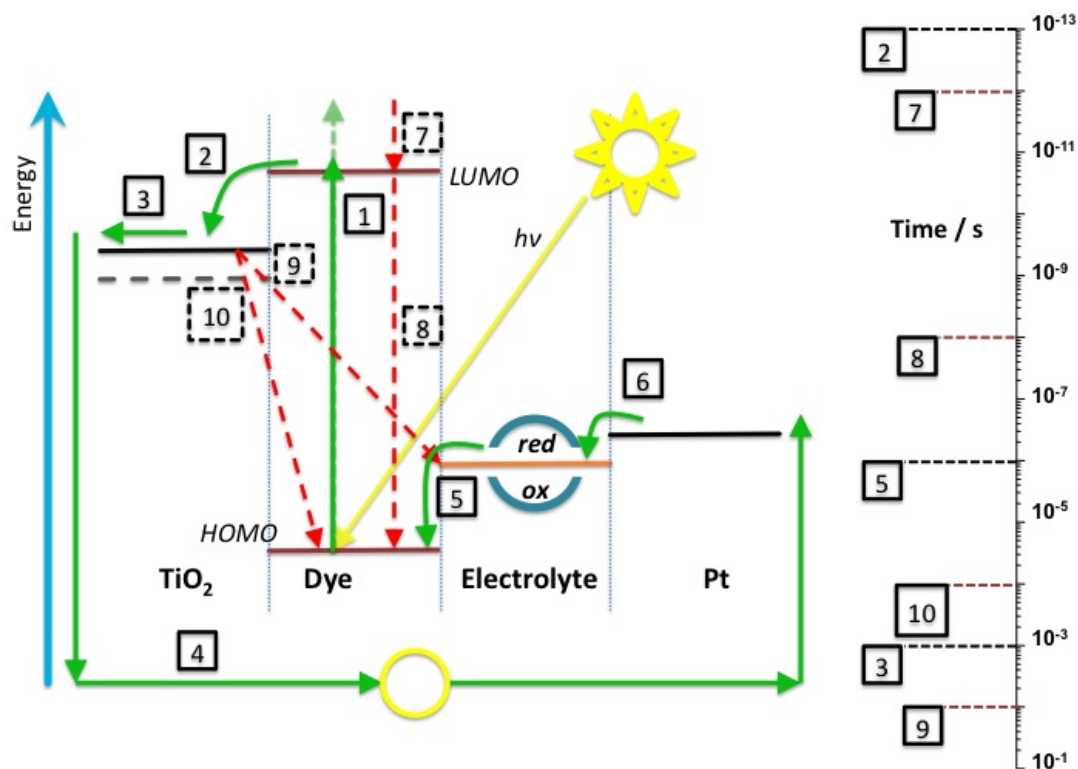 10-13
2
2
7
7
LUMO
10-11
Energy
3
1
Time / s
hν
9
10-9
10
8
8
6
10-7
red
5
5
ox
10-5
HOMO
TiO2
Dye
Electrolyte
Pt
10
10-3
4
3
9
10-1